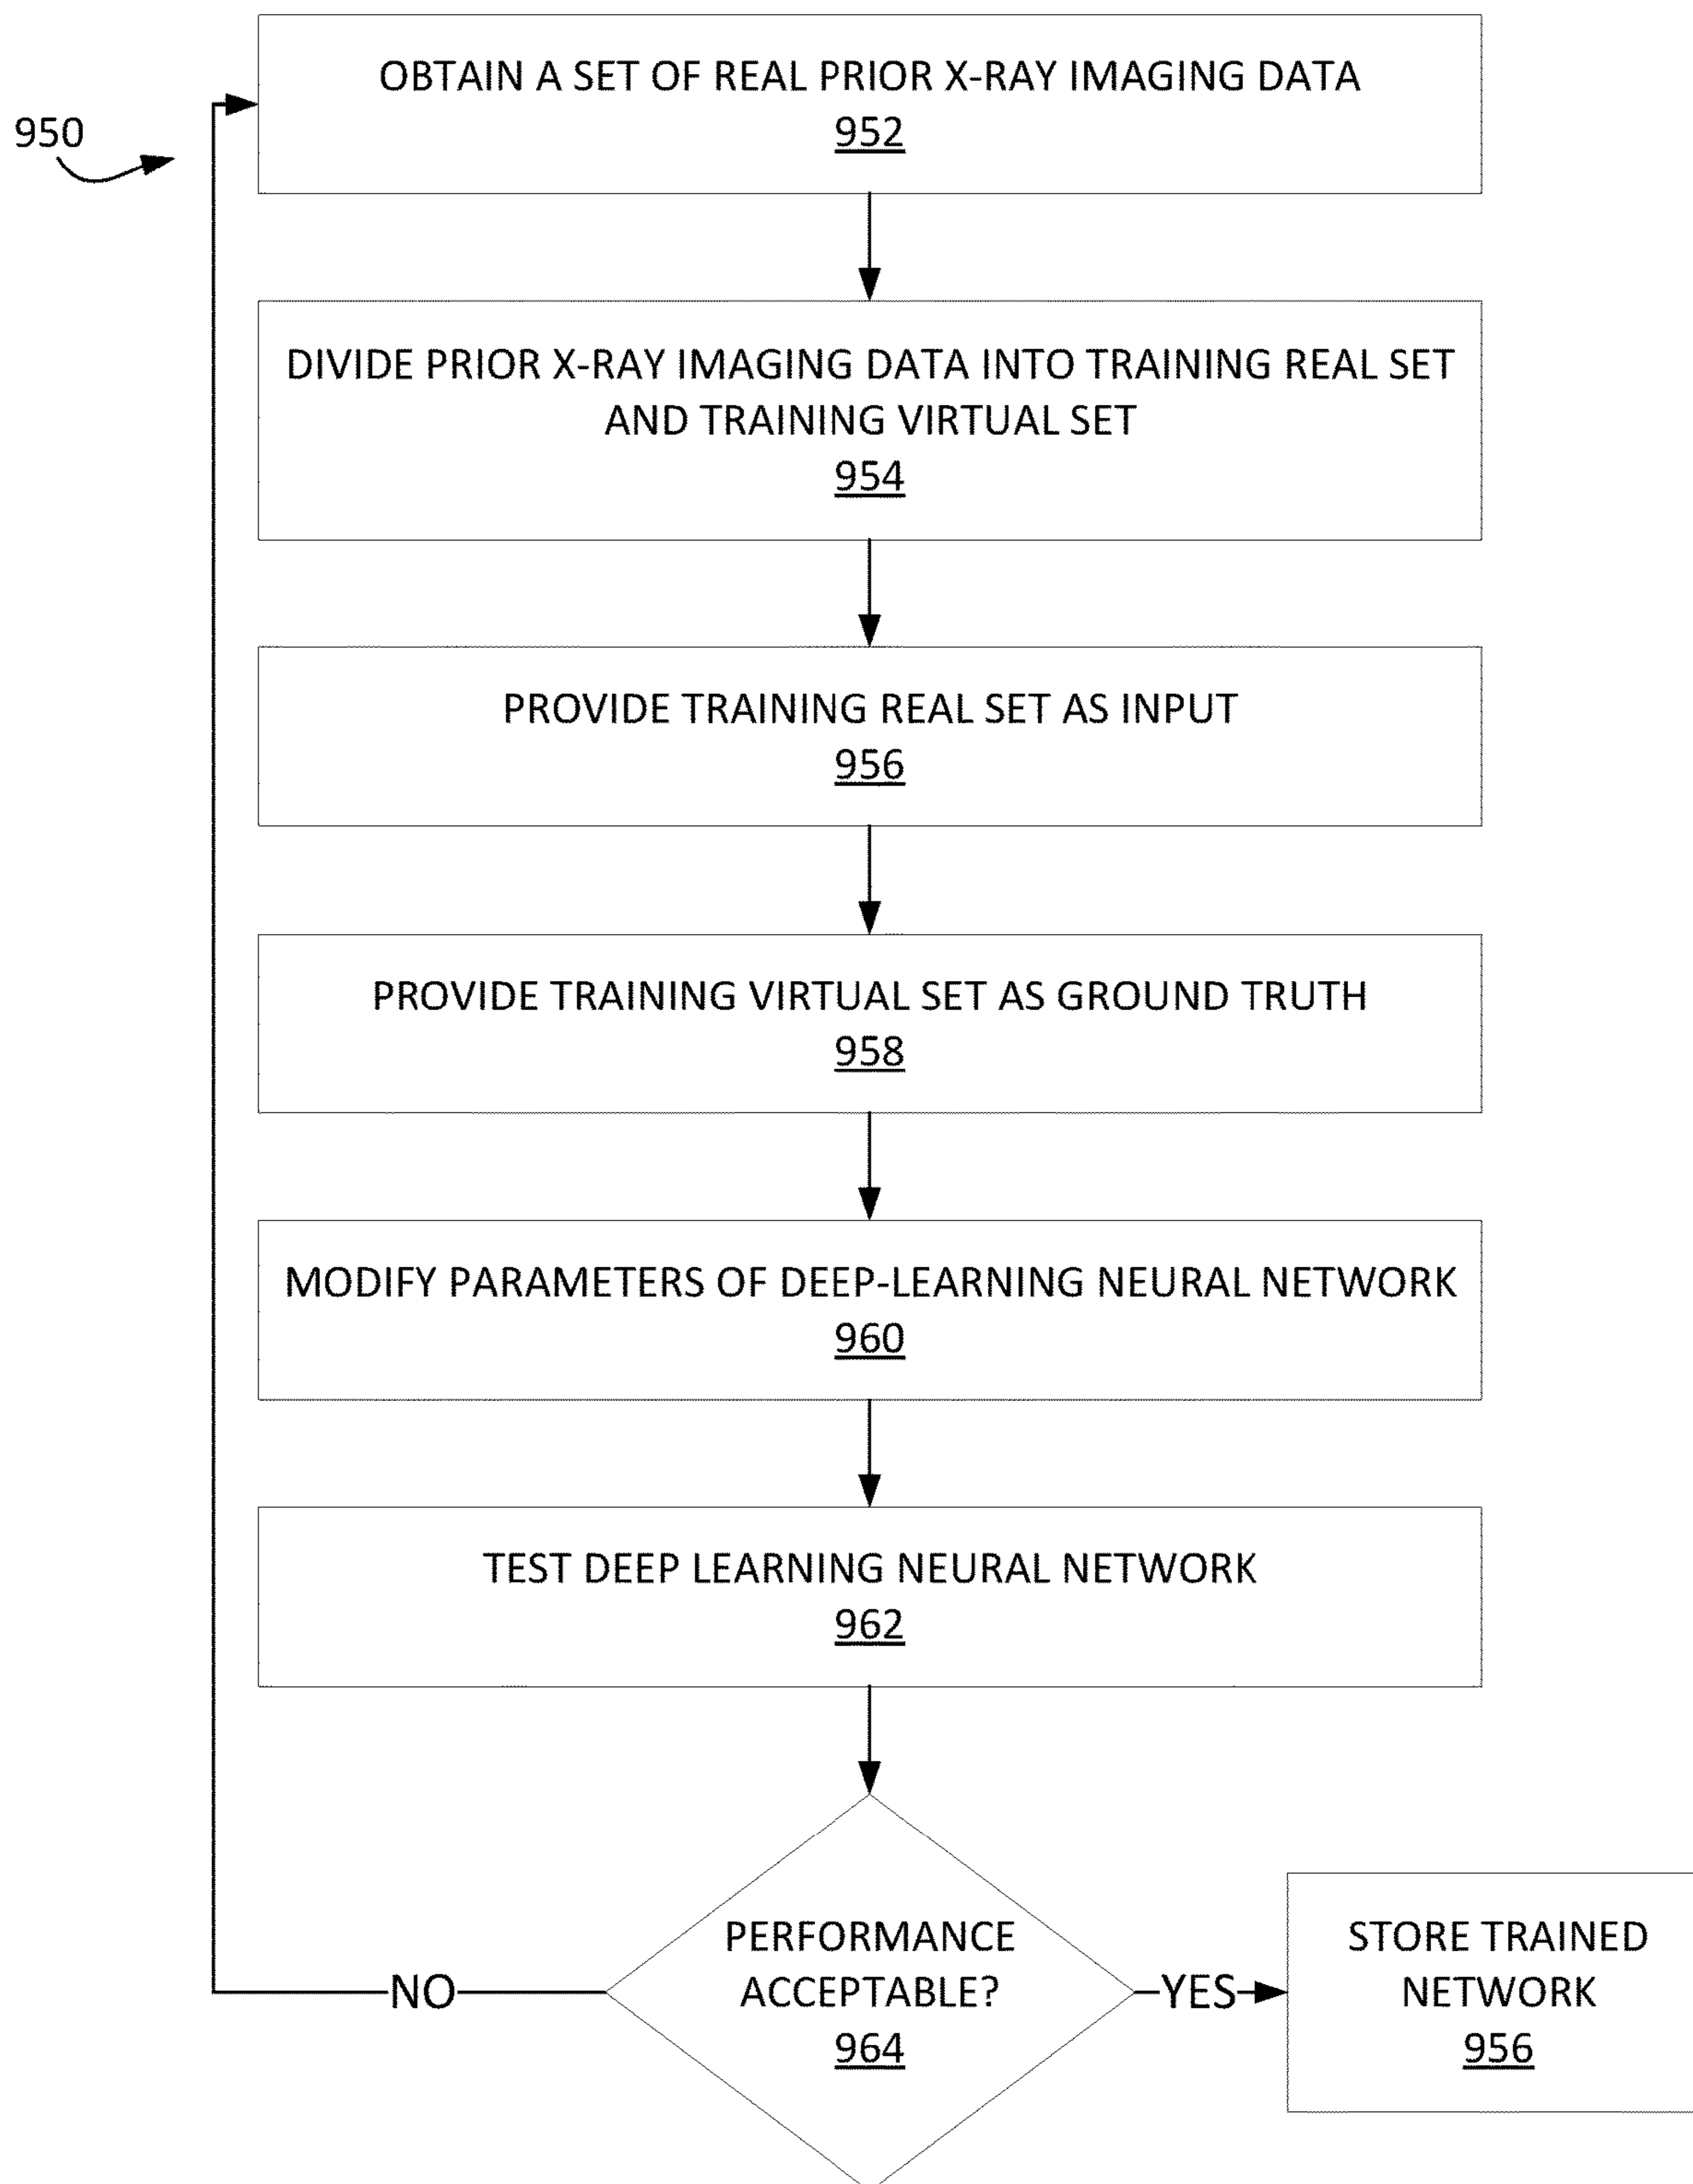 OBTAIN A SET OF REAL PRIOR X-RAY IMAGING DATA
952
950
DIVIDE PRIOR X-RAY IMAGING DATA INTO TRAINING REAL SET
AND TRAINING VIRTUAL SET
954
PROVIDE TRAINING REAL SET AS INPUT
956
PROVIDE TRAINING VIRTUAL SET AS GROUND TRUTH
958
MODIFY PARAMETERS OF DEEP-LEARNING NEURAL NETWORK
960
TEST DEEP LEARNING NEURAL NETWORK
962
PERFORMANCE
ACCEPTABLE?
964
NO
YES
STORE TRAINED
NETWORK
956